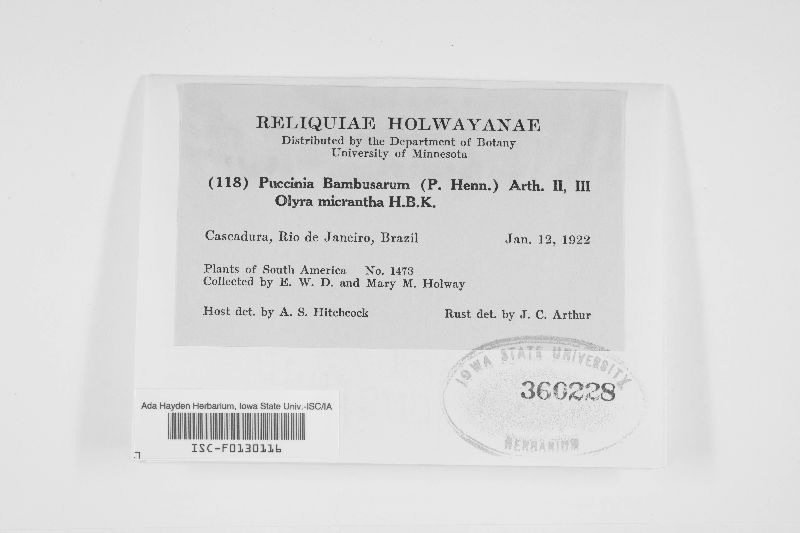 RELIQUIAE HOLWAYANAE
Distributed by the Department of Botany
University of Minnesota
(118) Puccinia Bambusarum (P. Henn.) Arth. II, III
Olyra micrantha H.B.K.
Cascadura, Rio de Janeiro, Brazil Jan. 12, 1922
Plants of South America No. 1473
Collected by E. W. D. and Mary M. Holway
Host det. by A. S. Hitchcock Rust det. by J. C. Arthur
IOWA STATE UNIVERSITY
360228
HERBARIUM
Ada Hayden Herbarium, Iowa State Univ.-ISC/IA
ISC-F0130116